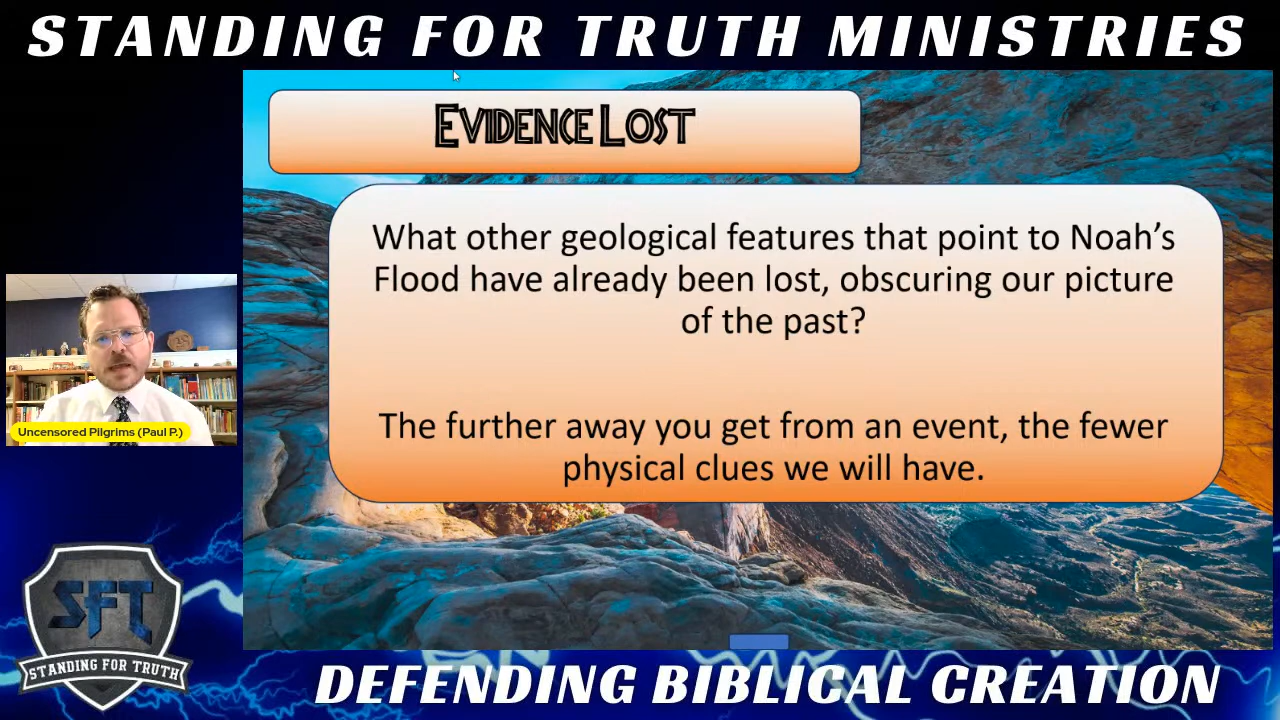 STANDING FOR TRUTH MINISTRIES
EVIDENCE LOST
What other geological features that point to Noah's
Flood have already been lost, obscuring our picture
of the past?
The further away you get from an event, the fewer
physical clues we will have.
Uncensored Pilgrims (Paul P.)
SFT
STANDING FOR TRUTH
DEFENDING BIBLICAL CREATION